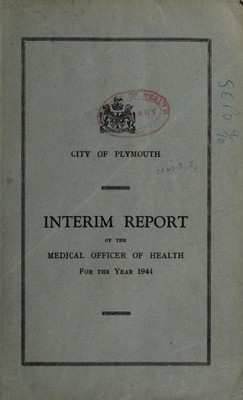 CITY OF PLYMOUTH
INTERIM REPORT
OF THE
MEDICAL OFFICER OF HEALTH
FOR THE YEAR 1944